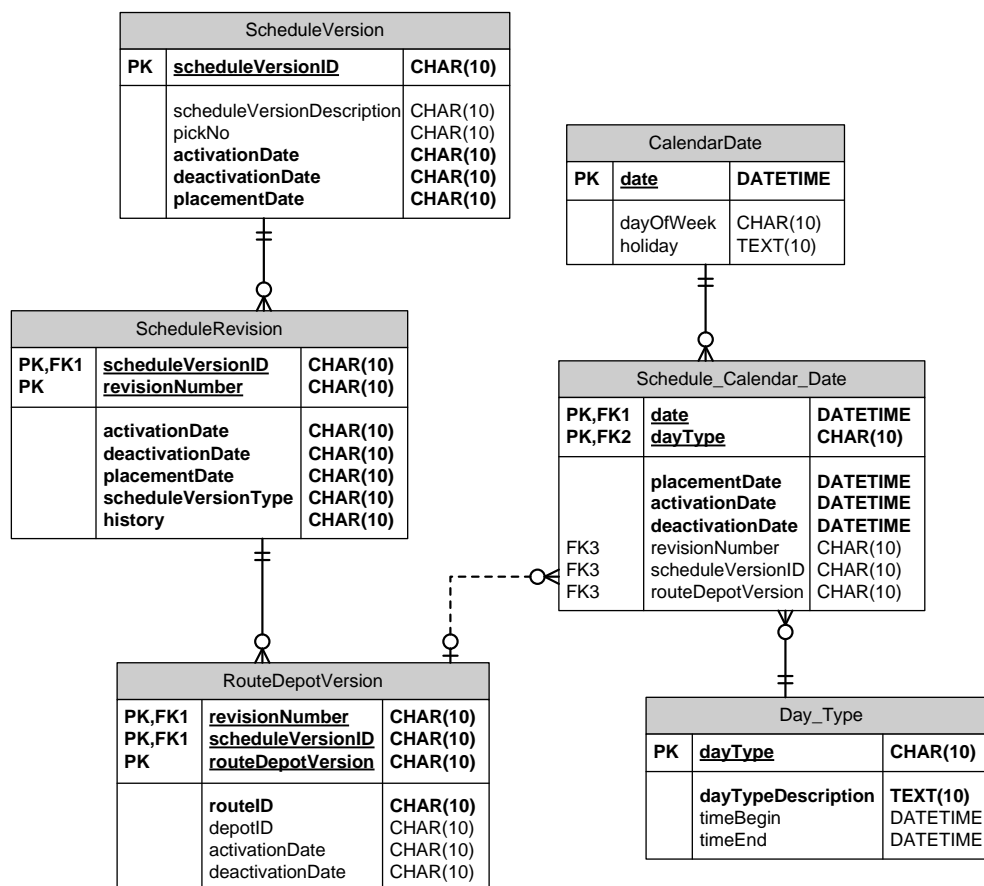 ScheduleVersion
PK scheduleVersionID CHAR(10)
scheduleVersionDescription CHAR(10)
pickNo CHAR(10)
activationDate CHAR(10)
deactivationDate CHAR(10)
placementDate CHAR(10)
CalendarDate
PK date DATETIME
dayOfWeek CHAR(10)
holiday TEXT(10)
ScheduleRevision
PK,FK1 scheduleVersionID CHAR(10)
PK revisionNumber CHAR(10)
activationDate CHAR(10)
deactivationDate CHAR(10)
placementDate CHAR(10)
scheduleVersionType CHAR(10)
history CHAR(10)
Schedule_Calendar_Date
PK,FK1 date DATETIME
PK,FK2 dayType CHAR(10)
placementDate DATETIME
activationDate DATETIME
deactivationDate DATETIME
FK3 revisionNumber CHAR(10)
FK3 scheduleVersionID CHAR(10)
FK3 routeDepotVersion CHAR(10)
RouteDepotVersion
PK,FK1 revisionNumber CHAR(10)
PK,FK1 scheduleVersionID CHAR(10)
PK routeDepotVersion CHAR(10)
routeID CHAR(10)
depotID CHAR(10)
activationDate CHAR(10)
deactivationDate CHAR(10)
Day_Type
PK dayType CHAR(10)
dayTypeDescription TEXT(10)
timeBegin DATETIME
timeEnd DATETIME